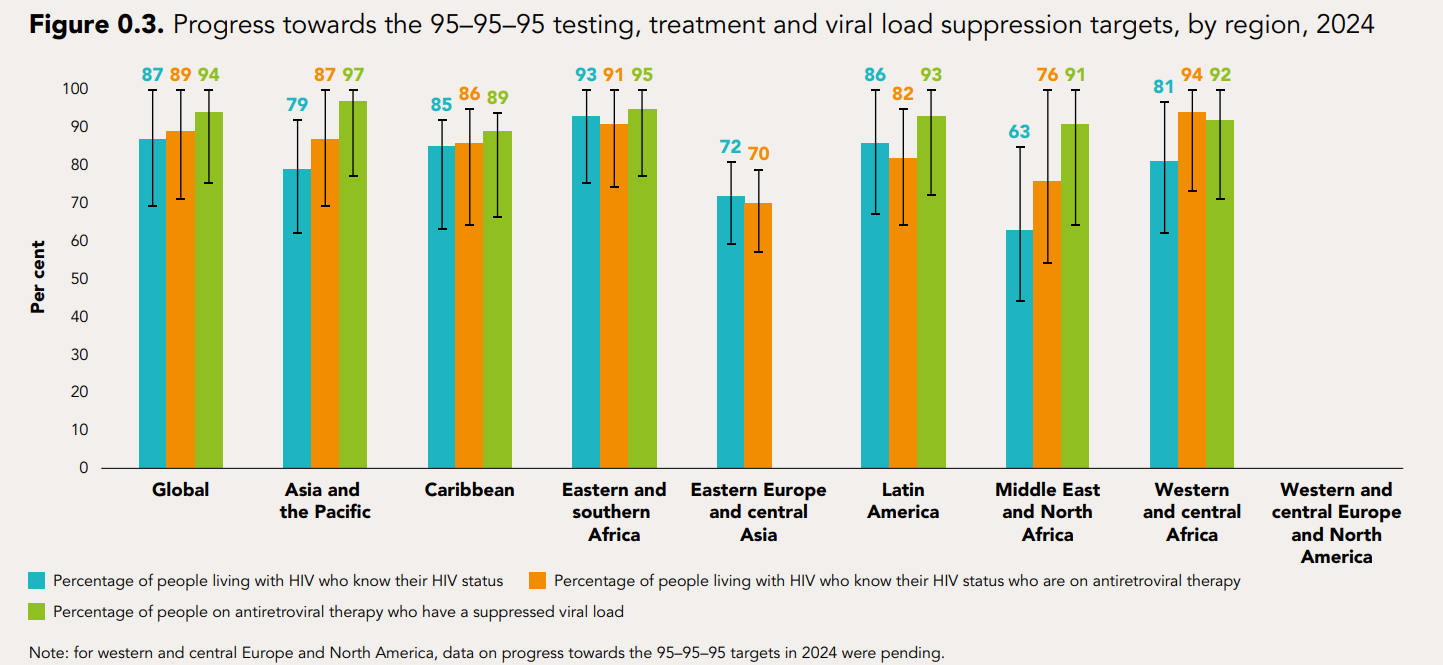 Figure 0.3. Progress towards the 95–95–95 testing, treatment and viral load suppression targets, by region, 2024
Per cent
100
90
80
70
60
50
40
30
20
10
0
87 89 94
79 87 97
85 86 89
93 91 95
72 70
86 82 93
63 76 91
81 94 92
Global
Asia and
the Pacific
Caribbean
Eastern and
southern
Africa
Eastern Europe
and central
Asia
Latin
America
Middle East
and North
Africa
Western
and central
Africa
Western and
central Europe
and North
America
Percentage of people living with HIV who know their HIV status
Percentage of people living with HIV who know their HIV status who are on antiretroviral therapy
Percentage of people on antiretroviral therapy who have a suppressed viral load
Note: for western and central Europe and North America, data on progress towards the 95–95–95 targets in 2024 were pending.